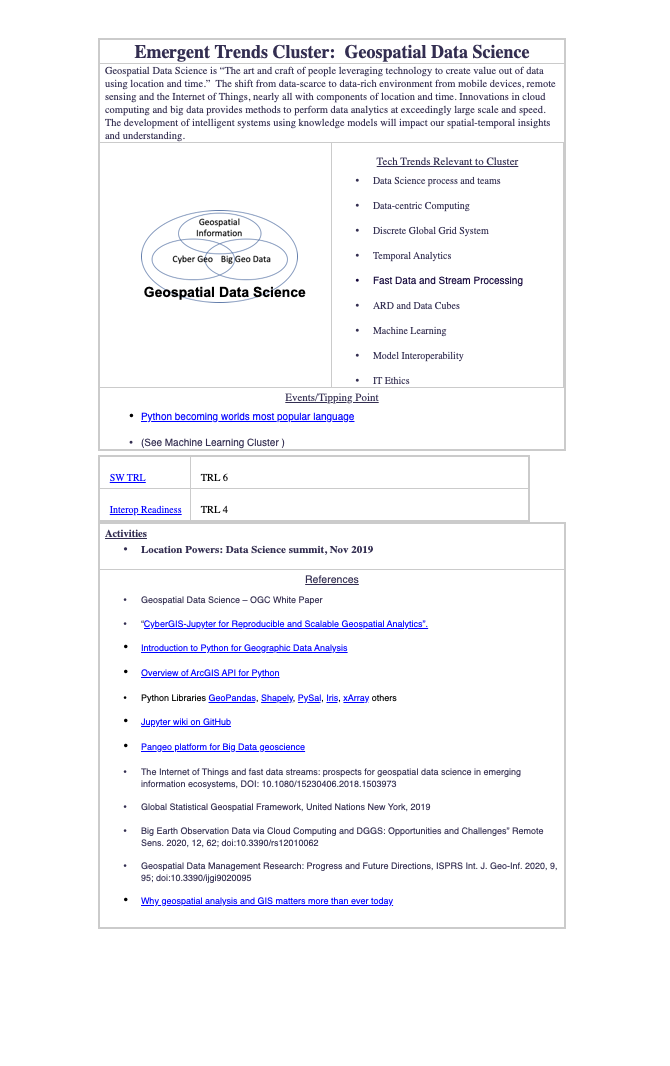 Emergent Trends Cluster:  Geospatial Data Science
Geospatial Data Science is “The art and craft of people leveraging technology to create value out of data
using location and time.”  The shift from data-scarce to data-rich environment from mobile devices, remote
sensing and the Internet of Things, nearly all with components of location and time. Innovations in cloud
computing and big data provides methods to perform data analytics at exceedingly large scale and speed.
The development of intelligent systems using knowledge models will impact our spatial-temporal insights
and understanding.
Geospatial
Information
Cyber Geo
Big Geo Data
Geospatial Data Science
Tech Trends Relevant to Cluster
• Data Science process and teams
• Data-centric Computing
• Discrete Global Grid System
• Temporal Analytics
• Fast Data and Stream Processing
• ARD and Data Cubes
• Machine Learning
• Model Interoperability
• IT Ethics
Events/Tipping Point
• Python becoming worlds most popular language
• (See Machine Learning Cluster )
SW TRL TRL 6
Interop Readiness TRL 4
Activities
• Location Powers: Data Science summit, Nov 2019
References
• Geospatial Data Science – OGC White Paper
• “CyberGIS-Jupyter for Reproducible and Scalable Geospatial Analytics”.
• Introduction to Python for Geographic Data Analysis
• Overview of ArcGIS API for Python
• Python Libraries GeoPandas, Shapely, PySal, Iris, xArray others
• Jupyter wiki on GitHub
• Pangeo platform for Big Data geoscience
• The Internet of Things and fast data streams: prospects for geospatial data science in emerging
information ecosystems, DOI: 10.1080/15230406.2018.1503973
• Global Statistical Geospatial Framework, United Nations New York, 2019
• Big Earth Observation Data via Cloud Computing and DGGS: Opportunities and Challenges” Remote
Sens. 2020, 12, 62; doi:10.3390/rs12010062
• Geospatial Data Management Research: Progress and Future Directions, ISPRS Int. J. Geo-Inf. 2020, 9,
95; doi:10.3390/ijgi9020095
• Why geospatial analysis and GIS matters more than ever today